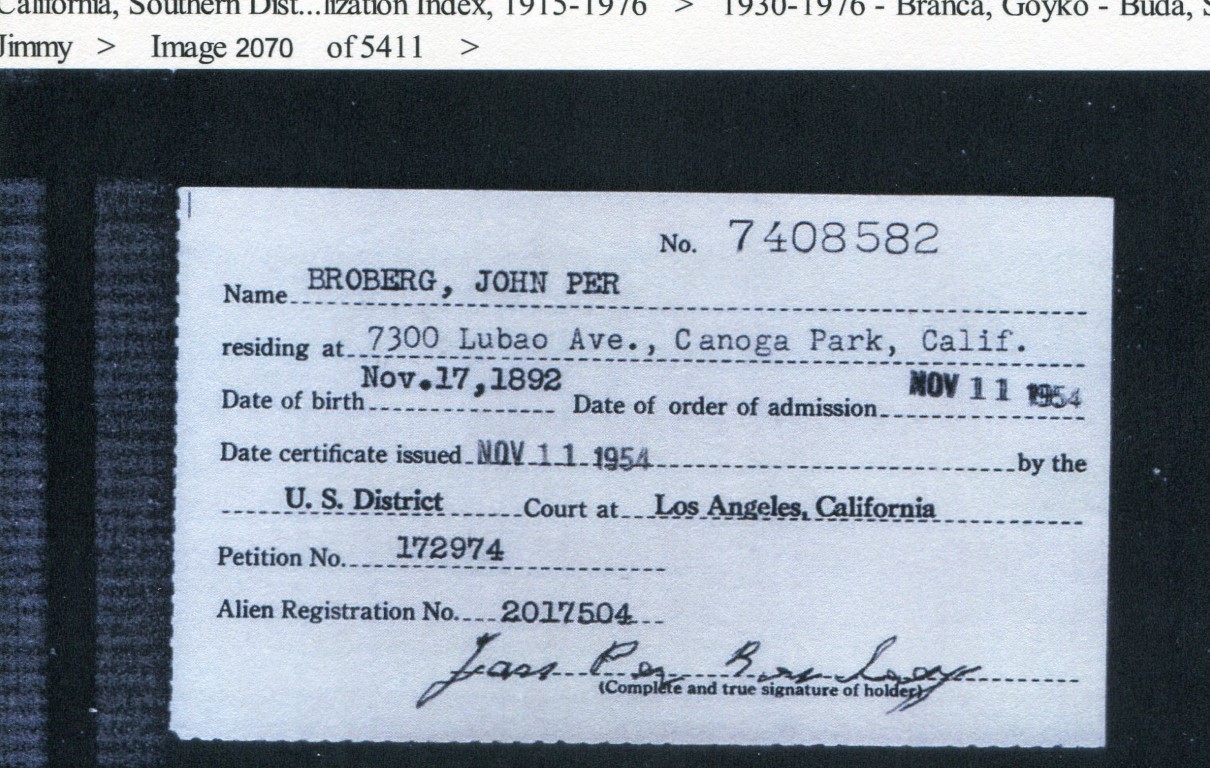 California, Southern Dist...lization Index, 1915-1976 > 1930-1976 - Branca, Goyko - Buda, S
Jimmy > Image 2070 of 5411 >
No. 7408582
Name BROBERG, JOHN PER
residing at 7300 Lubao Ave., Canoga Park, Calif.
Date of birth Nov.17,1892 Date of order of admission NOV 11 1954
Date certificate issued NOV 11 1954 by the
U. S. District Court at Los Angeles, California
Petition No. 172974
Alien Registration No. 2017504
Per
(Complete and true signature of holder)